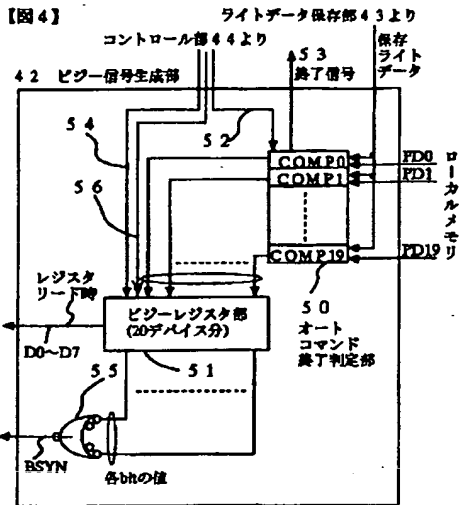 【図4】
ライトデータ保存部43より
コントロール部44より
保存
ライト
データ
53
終了信号
42 ビジー信号生成部
54
52
COMP0
COMP1
COMP19
PD0
PD1
PD19
ローカルメモリ
56
レジスタ
リード時
ビジーレジスタ部
(20デバイス分)
50
オート
コマンド
終了判定部
D0~D7
51
55
BSYN
各bitの値